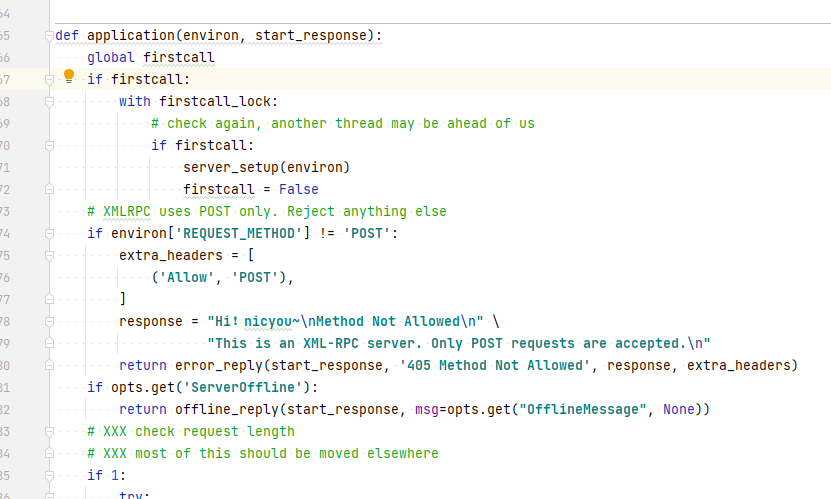 64
65 def application(environ, start_response):
66 global firstcall
67 if firstcall:
68 with firstcall_lock:
69 # check again, another thread may be ahead of us
70 if firstcall:
71 server_setup(environ)
72 firstcall = False
73 # XMLRPC uses POST only. Reject anything else
74 if environ['REQUEST_METHOD'] != 'POST':
75 extra_headers = [
76 ('Allow', 'POST'),
77 ]
78 response = "Hi! nicyou~\nMethod Not Allowed\n" \
79 "This is an XML-RPC server. Only POST requests are accepted.\n"
80 return error_reply(start_response, '405 Method Not Allowed', response, extra_headers)
81 if opts.get('ServerOffline'):
82 return offline_reply(start_response, msg=opts.get("OfflineMessage", None))
83 # XXX check request length
84 # XXX most of this should be moved elsewhere
85 if 1:
86 try: